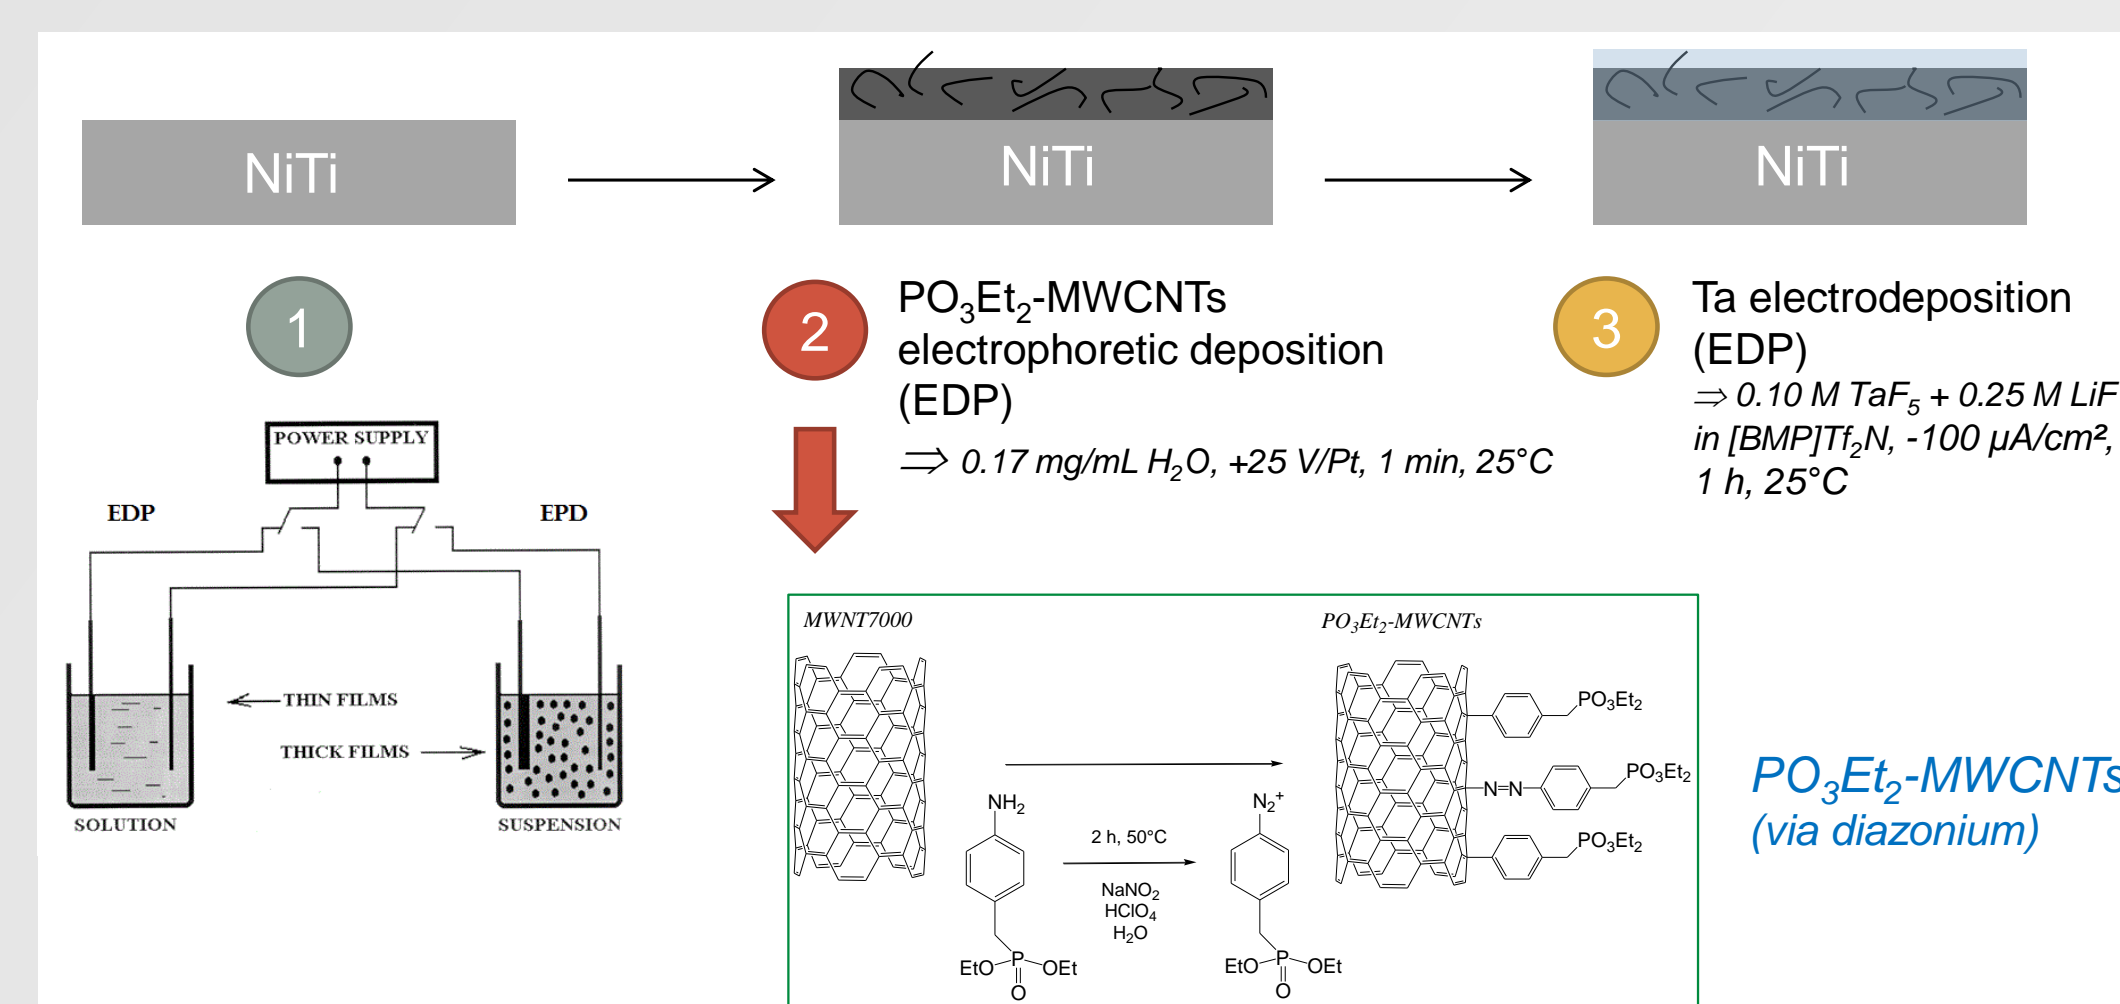 NiTi
NiTi
NiTi
1
2
PO₃Et₂-MWCNTs
electrophoretic deposition
(EDP)
⇒ 0.17 mg/mL H₂O, +25 V/Pt, 1 min, 25°C
3
Ta electrodeposition
(EDP)
⇒ 0.10 M TaF₅ + 0.25 M LiF
in [BMP]Tf₂N, -100 µA/cm²,
1 h, 25°C
POWER SUPPLY
EDP
EPD
THIN FILMS
THICK FILMS
SOLUTION
SUSPENSION
MWNT7000
PO₃Et₂-MWCNTs
NH₂
EtO
P
OEt
O
2 h, 50°C
NaNO₂
HClO₄
H₂O
N₂⁺
EtO
P
OEt
O
PO₃Et₂
N=N
PO₃Et₂
PO₃Et₂
PO₃Et₂-MWCNTs
(via diazonium)